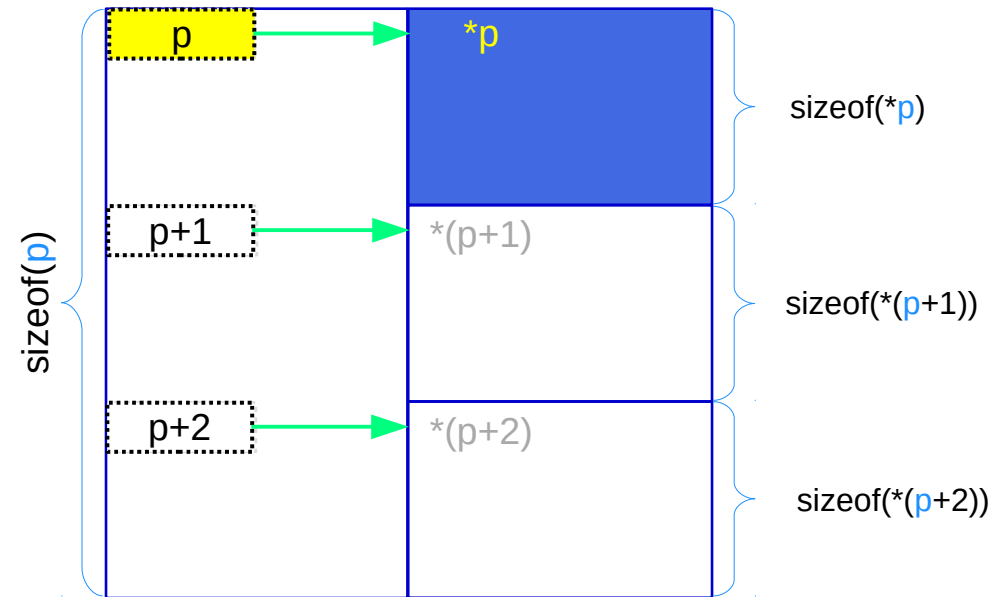 p
*p
sizeof(*p)
sizeof(p)
p+1
*(p+1)
sizeof(*(p+1))
p+2
*(p+2)
sizeof(*(p+2))